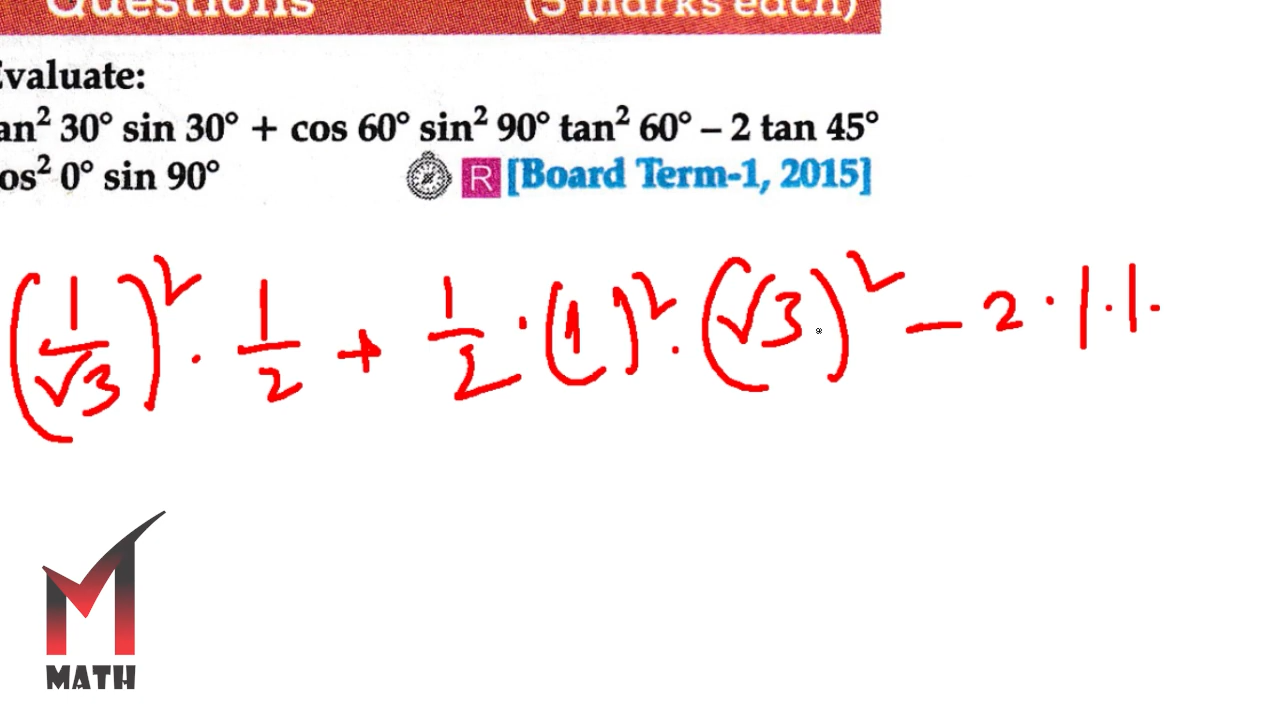 Questions (3 marks each)
Evaluate:
an² 30° sin 30° + cos 60° sin² 90° tan² 60° – 2 tan 45°
os² 0° sin 90° R [Board Term-1, 2015]
(1/√3)² · 1/2 + 1/2 · (1)² · (√3)² – 2 · 1 · 1 ·
MATH